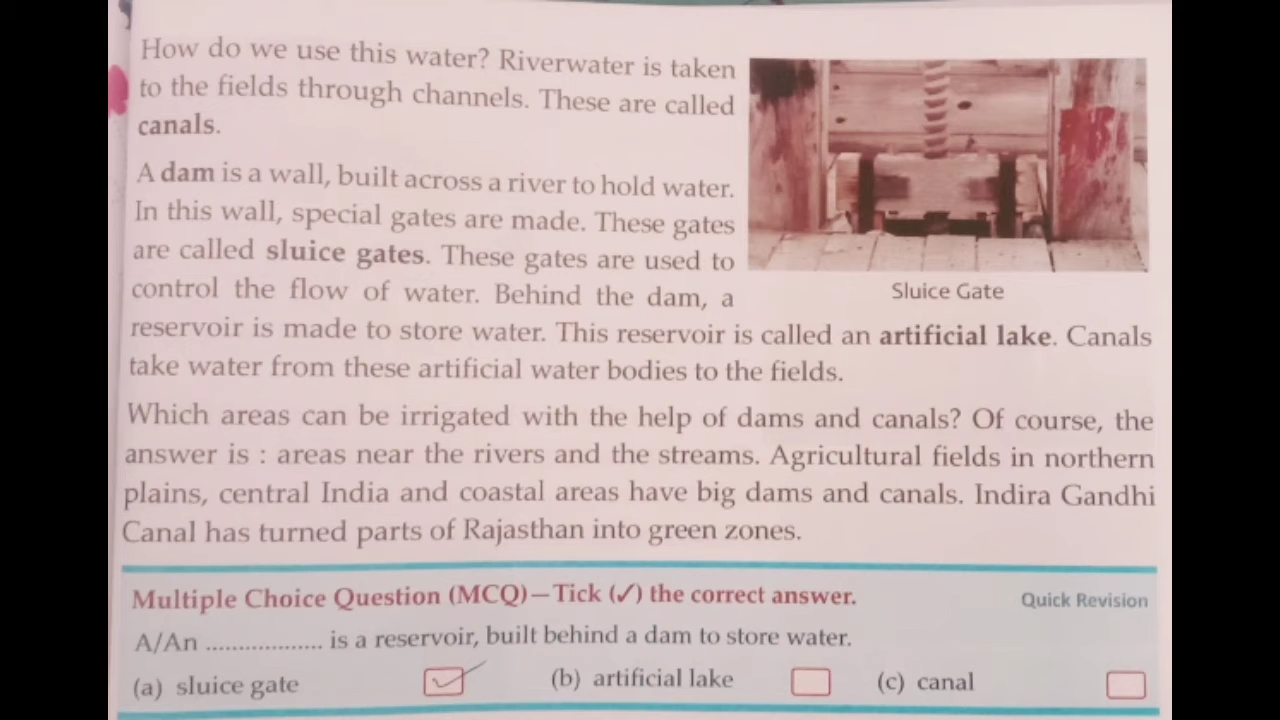 How do we use this water? Riverwater is taken
to the fields through channels. These are called
canals.
A dam is a wall, built across a river to hold water.
In this wall, special gates are made. These gates
are called sluice gates. These gates are used to
control the flow of water. Behind the dam, a
Sluice Gate
reservoir is made to store water. This reservoir is called an artificial lake. Canals
take water from these artificial water bodies to the fields.
Which areas can be irrigated with the help of dams and canals? Of course, the
answer is : areas near the rivers and the streams. Agricultural fields in northern
plains, central India and coastal areas have big dams and canals. Indira Gandhi
Canal has turned parts of Rajasthan into green zones.
Multiple Choice Question (MCQ)—Tick (✓) the correct answer. Quick Revision
A/An .................. is a reservoir, built behind a dam to store water.
(a) sluice gate (b) artificial lake (c) canal